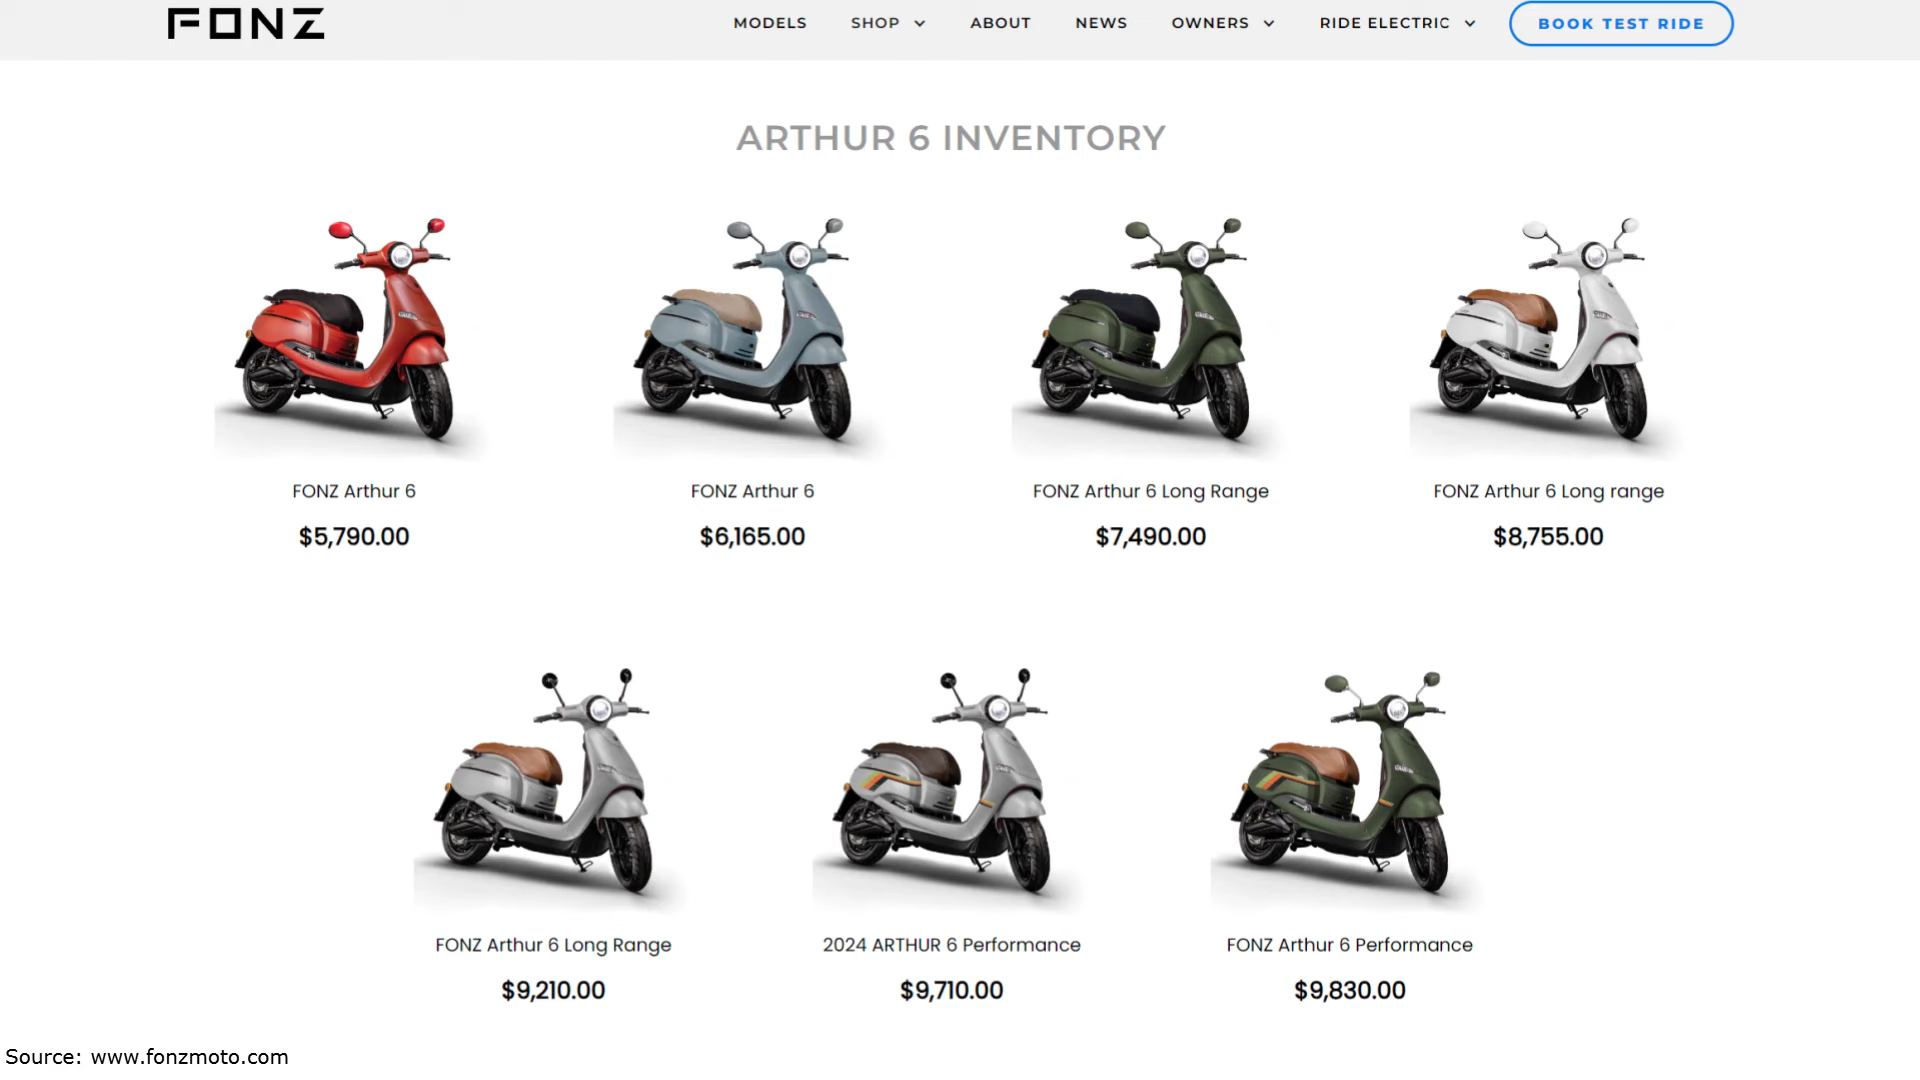 FONZ
MODELS SHOP ABOUT NEWS OWNERS RIDE ELECTRIC BOOK TEST RIDE
ARTHUR 6 INVENTORY
FONZ Arthur 6
$5,790.00
FONZ Arthur 6
$6,165.00
FONZ Arthur 6 Long Range
$7,490.00
FONZ Arthur 6 Long range
$8,755.00
FONZ Arthur 6 Long Range
$9,210.00
2024 ARTHUR 6 Performance
$9,710.00
FONZ Arthur 6 Performance
$9,830.00
Source: www.fonzmoto.com